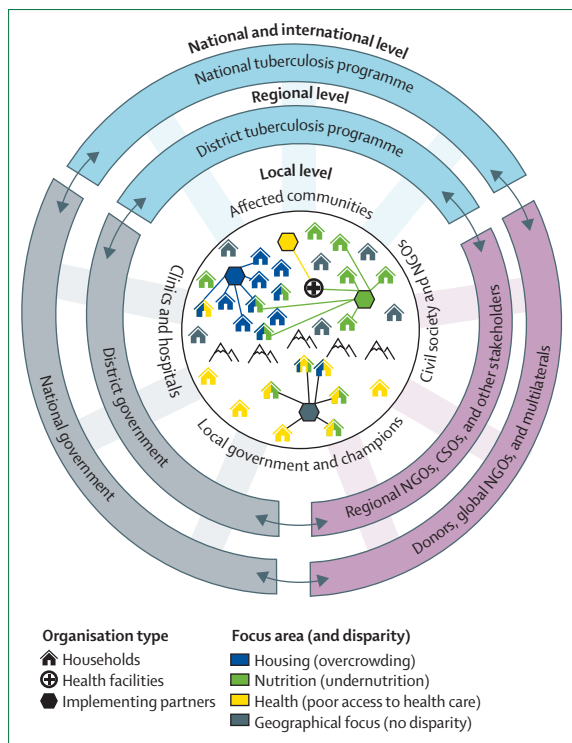 National and international level
National tuberculosis programme
Regional level
District tuberculosis programme
Local level
Affected communities
Clinics and hospitals
Civil society and NGOs
Local government and champions
District government
National government
Regional NGOs, CSOs, and other stakeholders
Donors, global NGOs, and multilaterals
Organisation type
Households
Health facilities
Implementing partners
Focus area (and disparity)
Housing (overcrowding)
Nutrition (undernutrition)
Health (poor access to health care)
Geographical focus (no disparity)